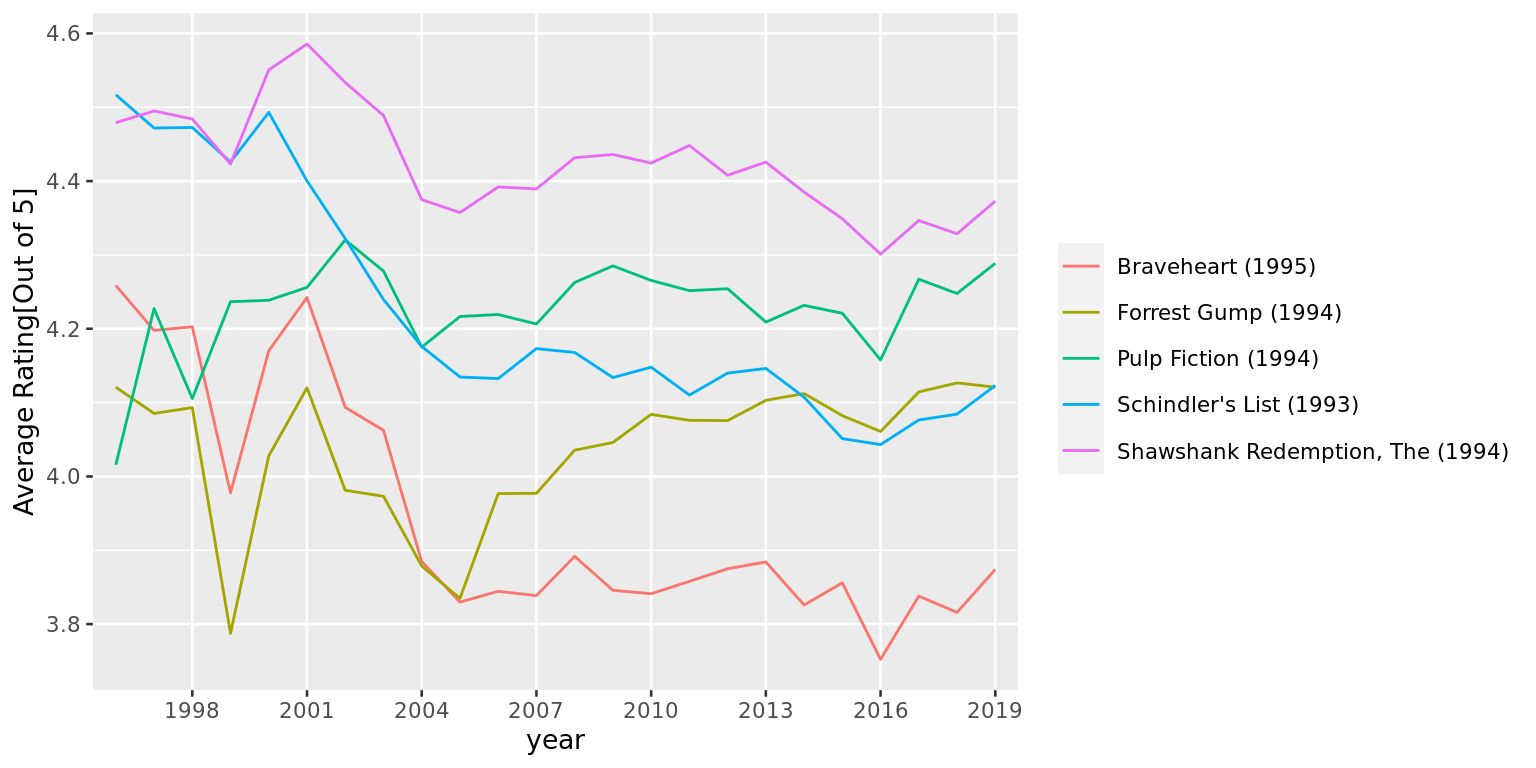 Average Rating[Out of 5]
4.6
4.4
4.2
4.0
3.8
1998 2001 2004 2007 2010 2013 2016 2019
year
Braveheart (1995)
Forrest Gump (1994)
Pulp Fiction (1994)
Schindler's List (1993)
Shawshank Redemption, The (1994)